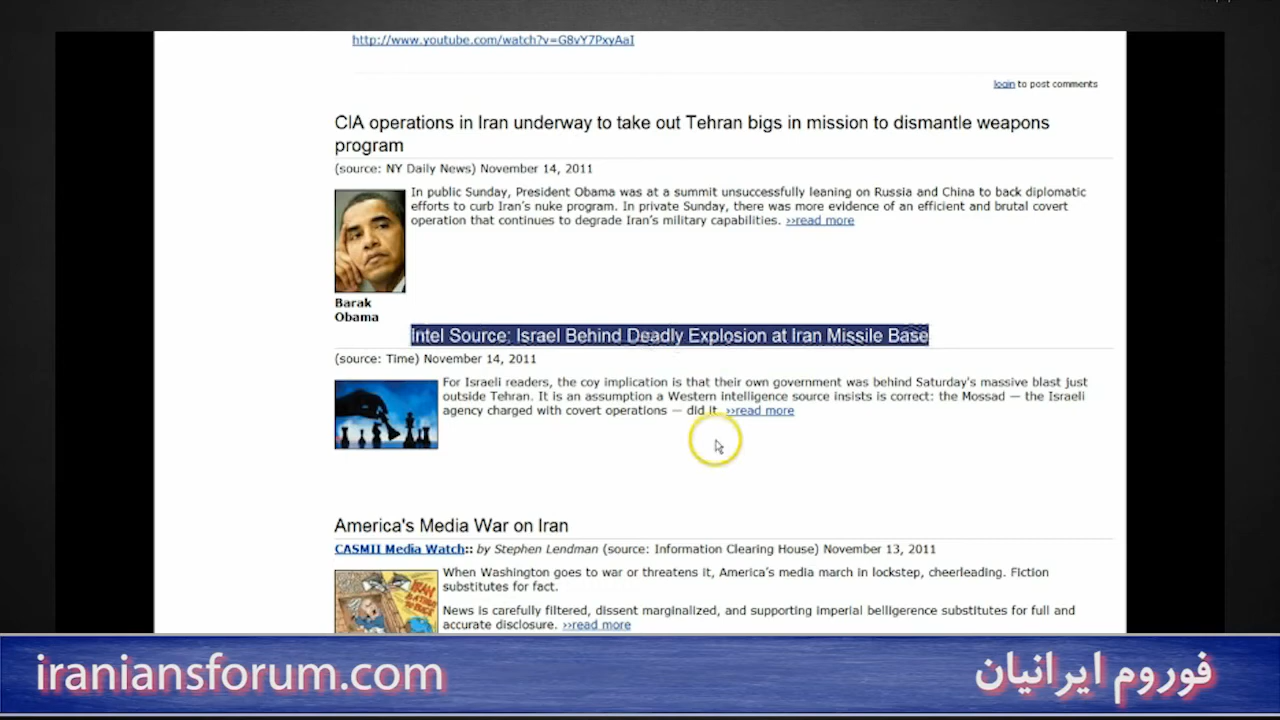 http://www.youtube.com/watch?v=G8vY7PxyAaI
login to post comments
CIA operations in Iran underway to take out Tehran bigs in mission to dismantle weapons
program
(source: NY Daily News) November 14, 2011
In public Sunday, President Obama was at a summit unsuccessfully leaning on Russia and China to back diplomatic
efforts to curb Iran's nuke program. In private Sunday, there was more evidence of an efficient and brutal covert
operation that continues to degrade Iran's military capabilities. >>read more
Barak
Obama
Intel Source: Israel Behind Deadly Explosion at Iran Missile Base
(source: Time) November 14, 2011
For Israeli readers, the coy implication is that their own government was behind Saturday's massive blast just
outside Tehran. It is an assumption a Western intelligence source insists is correct: the Mossad — the Israeli
agency charged with covert operations — did it. >>read more
America's Media War on Iran
CASMII Media Watch:: by Stephen Lendman (source: Information Clearing House) November 13, 2011
When Washington goes to war or threatens it, America's media march in lockstep, cheerleading. Fiction
substitutes for fact.
IRAN
News is carefully filtered, dissent marginalized, and supporting imperial belligerence substitutes for full and
accurate disclosure. >>read more
iraniansforum.com
فوروم ایرانیان